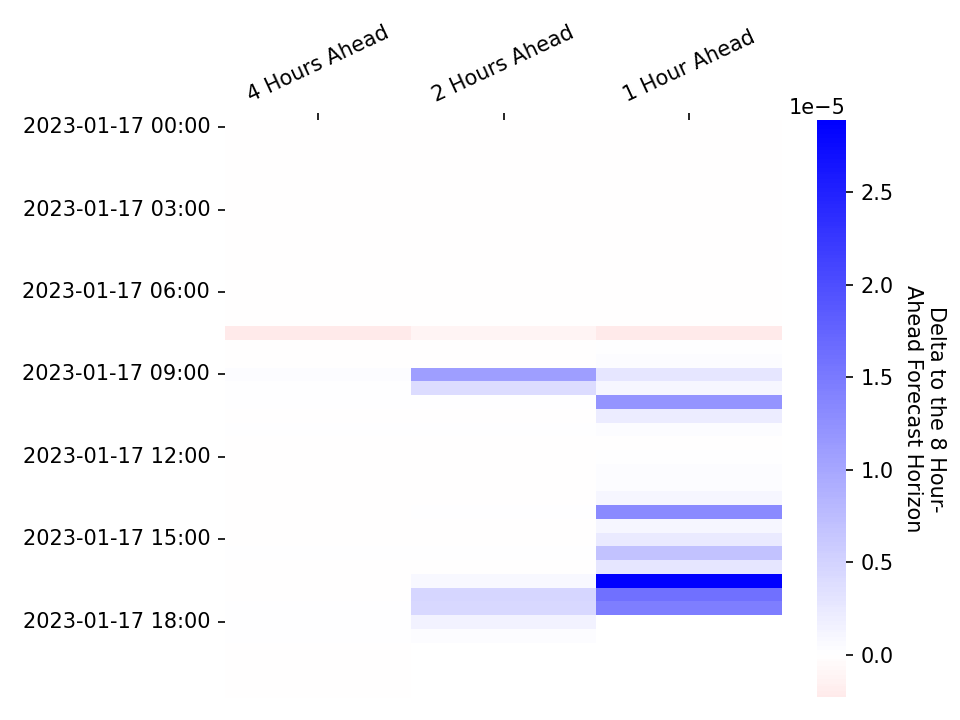 4 Hours Ahead
2 Hours Ahead
1 Hour Ahead
1e−5
2023-01-17 00:00
2023-01-17 03:00
2023-01-17 06:00
2023-01-17 09:00
2023-01-17 12:00
2023-01-17 15:00
2023-01-17 18:00
2.5
2.0
1.5
1.0
0.5
0.0
Delta to the 8 Hour-
Ahead Forecast Horizon